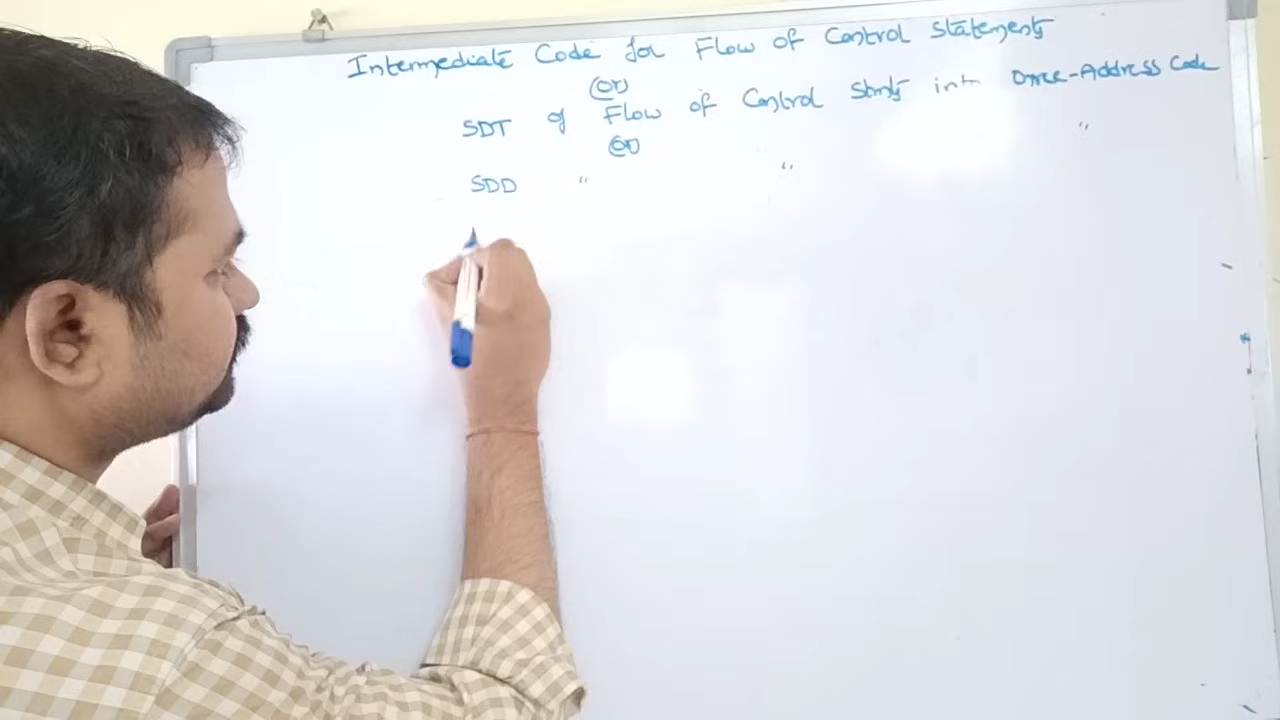 Intermediate Code for Flow of Control Statements
(or)
SDT of Flow of Control Stmts into Three-Address Code
(or)
SDD " " "